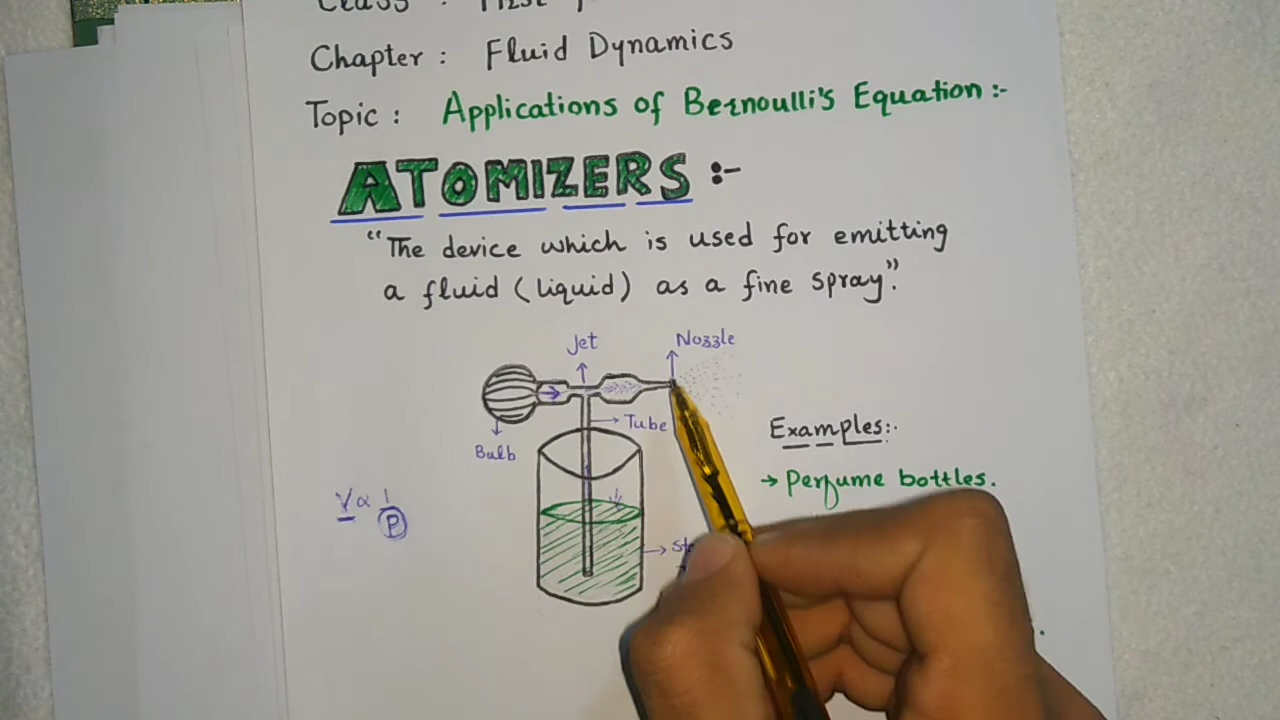 Chapter : Fluid Dynamics
Topic : Applications of Bernoulli's Equation :-
ATOMIZERS :-
"The device which is used for emitting
a fluid (liquid) as a fine spray".
Jet
Nozzle
Tube
Bulb
Examples:-
→ Perfume bottles.
V ∝ 1/P